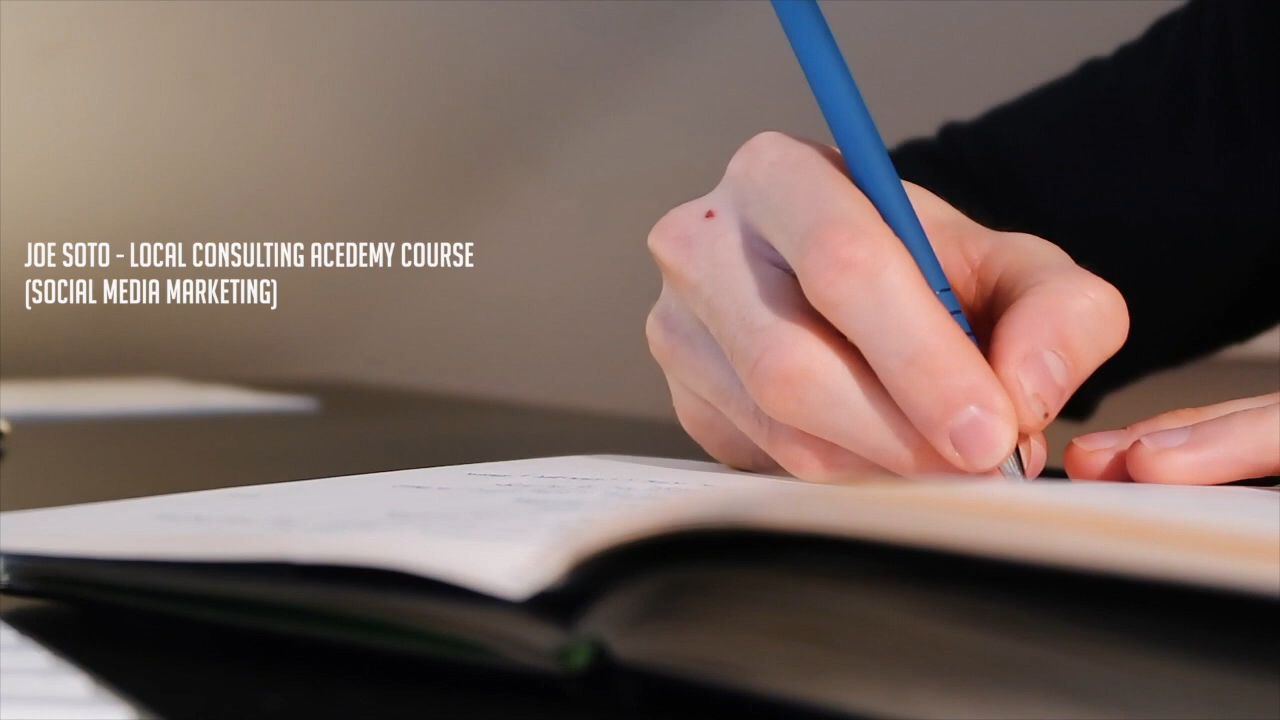 JOE SOTO - LOCAL CONSULTING ACEDEMY COURSE
(SOCIAL MEDIA MARKETING)